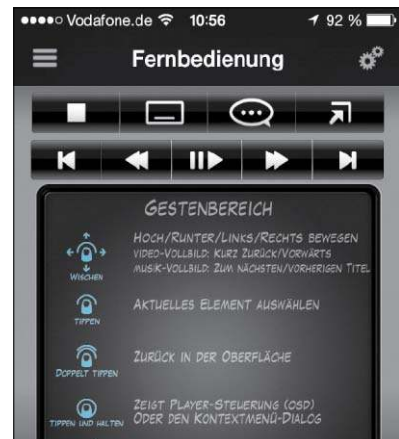 Vodafone.de 10:56 92 %
Fernbedienung
GESTENBEREICH
HOCH/RUNTER/LINKS/RECHTS BEWEGEN
VIDEO-VOLLBILD: KURZ ZURÜCK/VORWÄRTS
MUSIK-VOLLBILD: ZUM NÄCHSTEN/VORHERIGEN TITEL
WISCHEN
AKTUELLES ELEMENT AUSWÄHLEN
TIPPEN
ZURÜCK IN DER OBERFLÄCHE
DOPPELT TIPPEN
ZEIGT PLAYER-STEUERUNG (OSD)
ODER DEN KONTEXTMENÜ-DIALOG
TIPPEN UND HALTEN